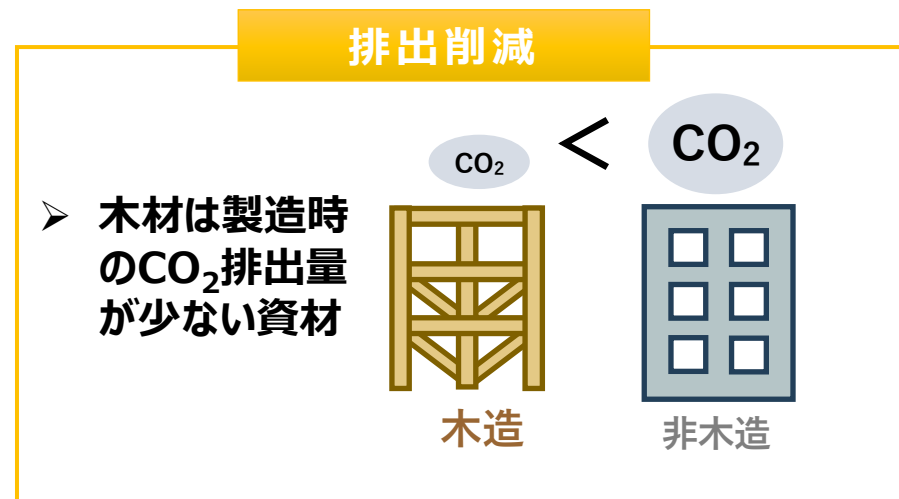 排出削減
CO₂
<
CO₂
➢ 木材は製造時
のCO₂排出量
が少ない資材
木造
非木造